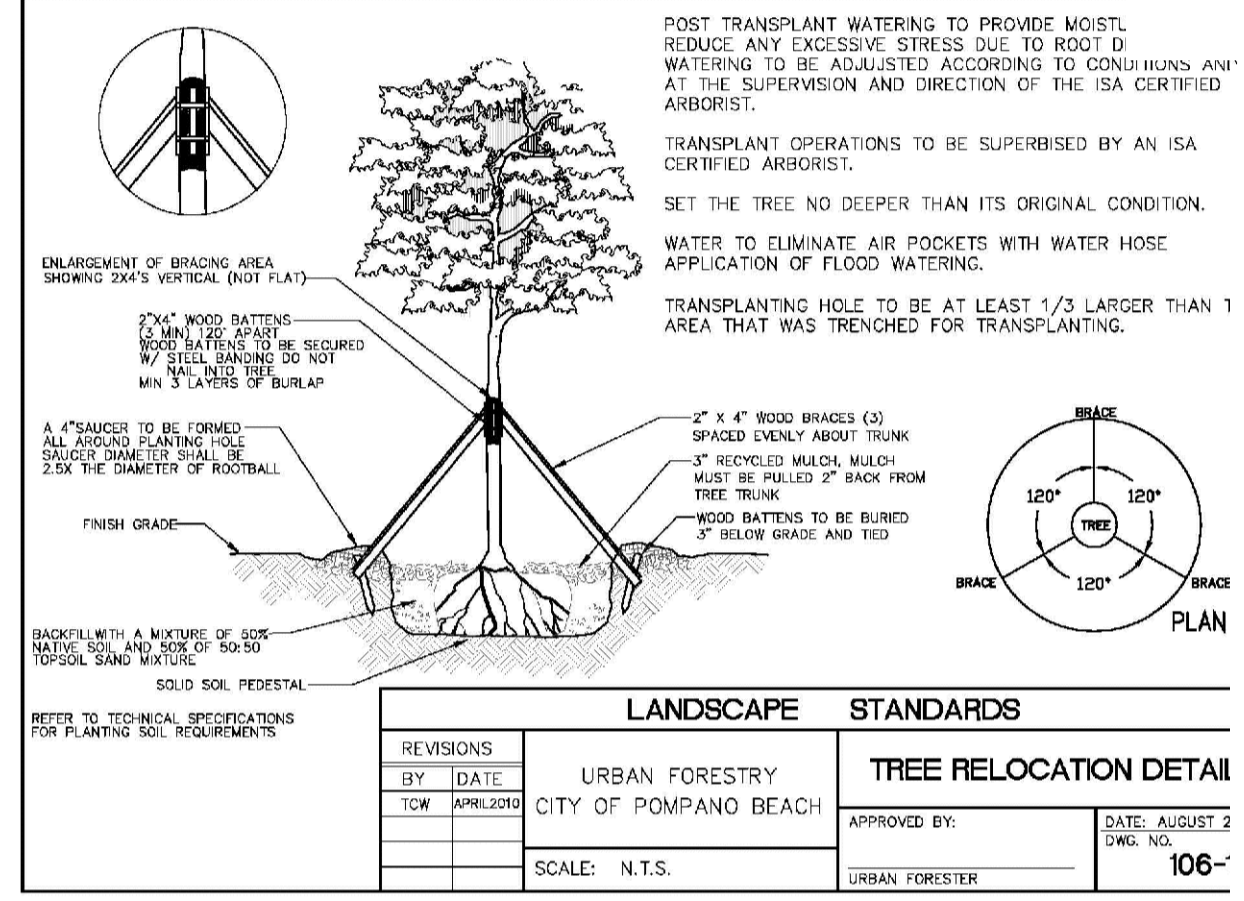 POST TRANSPLANT WATERING TO PROVIDE
REDUCE ANY EXCESSIVE STRESS DUE TO ROOT
WATERING TO BE ADJUJSTED ACCORDING TO CONDITIONS
AT THE SUPERVISION AND DIRECTION OF THE ISA CERTIFIED
ARBORIST.
TRANSPLANT OPERATIONS TO BE SUPERBISED BY AN ISA
CERTIFIED ARBORIST.
SET THE TREE NO DEEPER THAN ITS ORIGINAL CONDITION.
WATER TO ELIMINATE AIR POCKETS WITH WATER HOSE
APPLICATION OF FLOOD WATERING.
TRANSPLANTING HOLE TO BE AT LEAST 1/3 LARGER THAN
AREA THAT WAS TRENCHED FOR TRANSPLANTING.
ENLARGEMENT OF BRACING AREA
SHOWING 2X4'S VERTICAL (NOT FLAT)
2"X4" WOOD BATTENS
(3 MIN) 120° APART
WOOD BATTENS TO BE SECURED
W/ STEEL BANDING DO NOT
NAIL INTO TREE
MIN 3 LAYERS OF BURLAP
A 4"SAUCER TO BE FORMED
ALL AROUND PLANTING HOLE
SAUCER DIAMETER SHALL BE
2.5X THE DIAMETER OF ROOTBALL
FINISH GRADE
BACKFILLWITH A MIXTURE OF 50%
NATIVE SOIL AND 50% OF 50:50
TOPSOIL SAND MIXTURE
SOLID SOIL PEDESTAL
REFER TO TECHNICAL SPECIFICATIONS
FOR PLANTING SOIL REQUIREMENTS
2" X 4" WOOD BRACES (3)
SPACED EVENLY ABOUT TRUNK
3" RECYCLED MULCH, MULCH
MUST BE PULLED 2" BACK FROM
TREE TRUNK
WOOD BATTENS TO BE BURIED
3" BELOW GRADE AND TIED
BRACE
120°
120°
TREE
120°
BRACE
BRACE
PLAN
LANDSCAPE STANDARDS
REVISIONS
BY DATE
TCW APRIL2010
URBAN FORESTRY
CITY OF POMPANO BEACH
SCALE: N.T.S.
TREE RELOCATION DETAIL
APPROVED BY:
URBAN FORESTER
DATE: AUGUST 2
DWG. NO.
106-